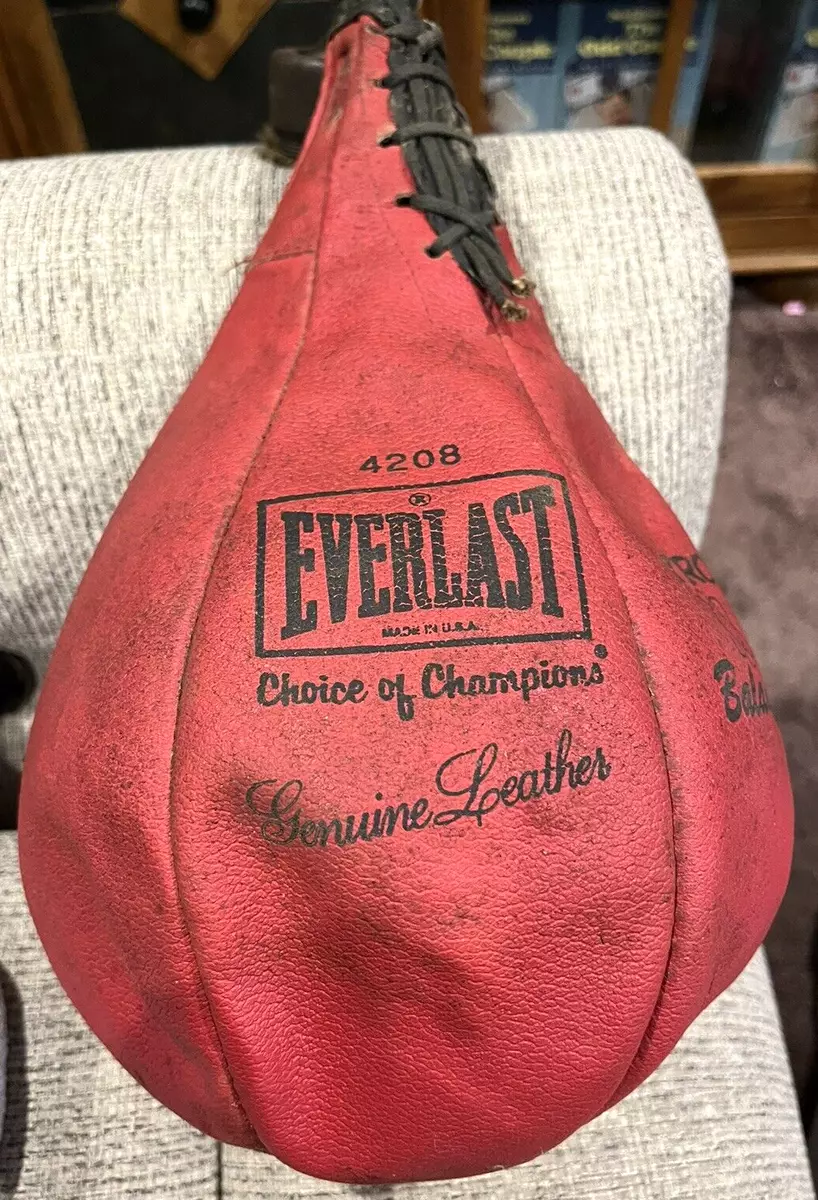 4208
EVERLAST®
MADE IN U.S.A.
Choice of Champions®
Genuine Leather